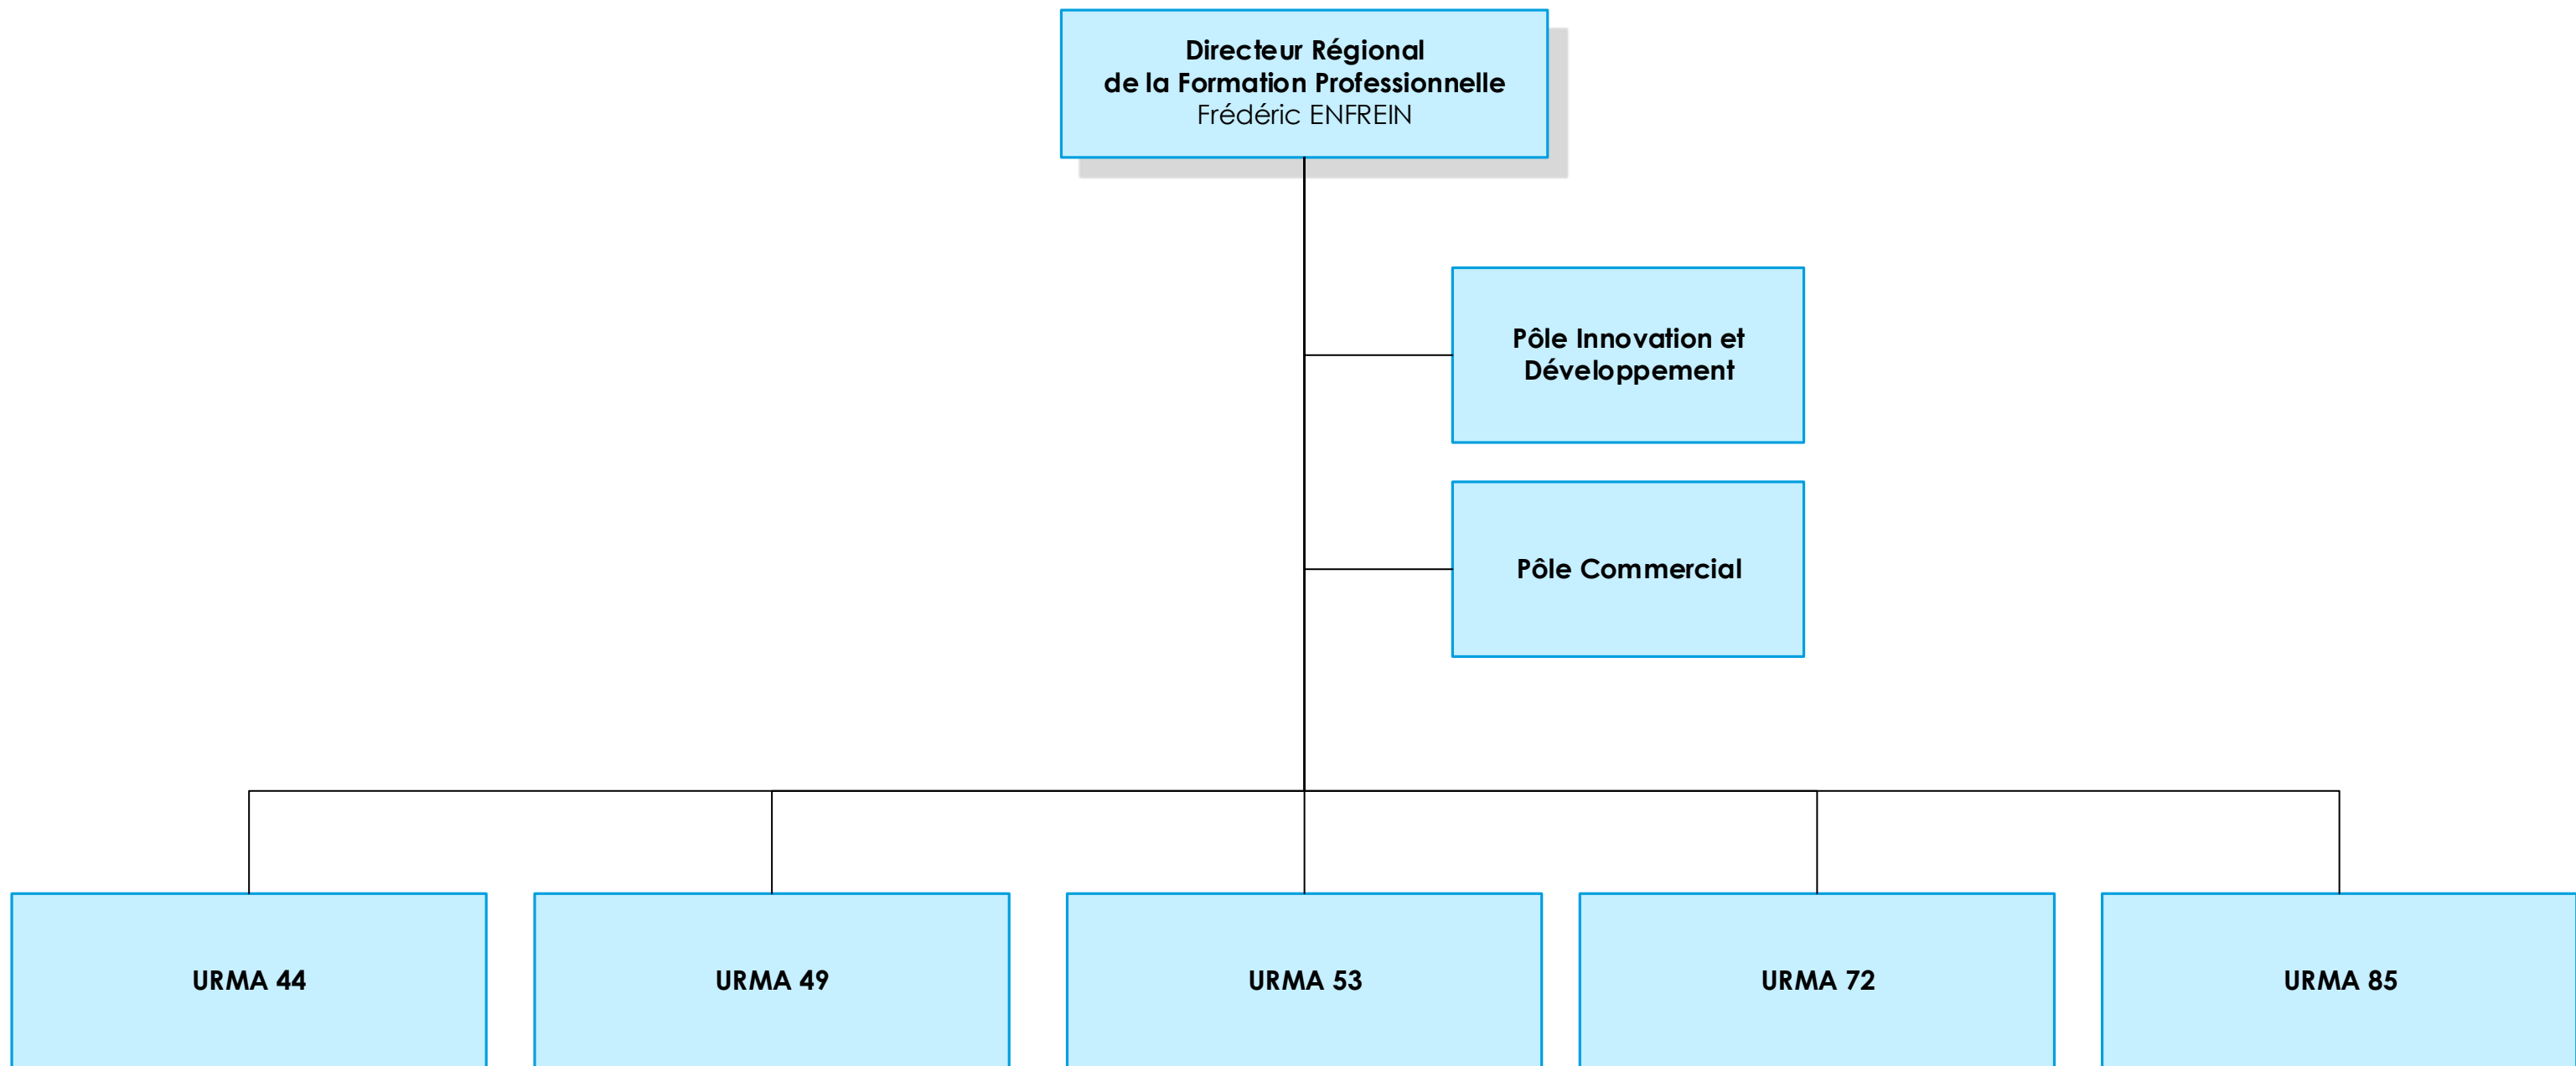 Directeur Régional
de la Formation Professionnelle
Frédéric ENFREIN
Pôle Innovation et
Développement
Pôle Commercial
URMA 44
URMA 49
URMA 53
URMA 72
URMA 85